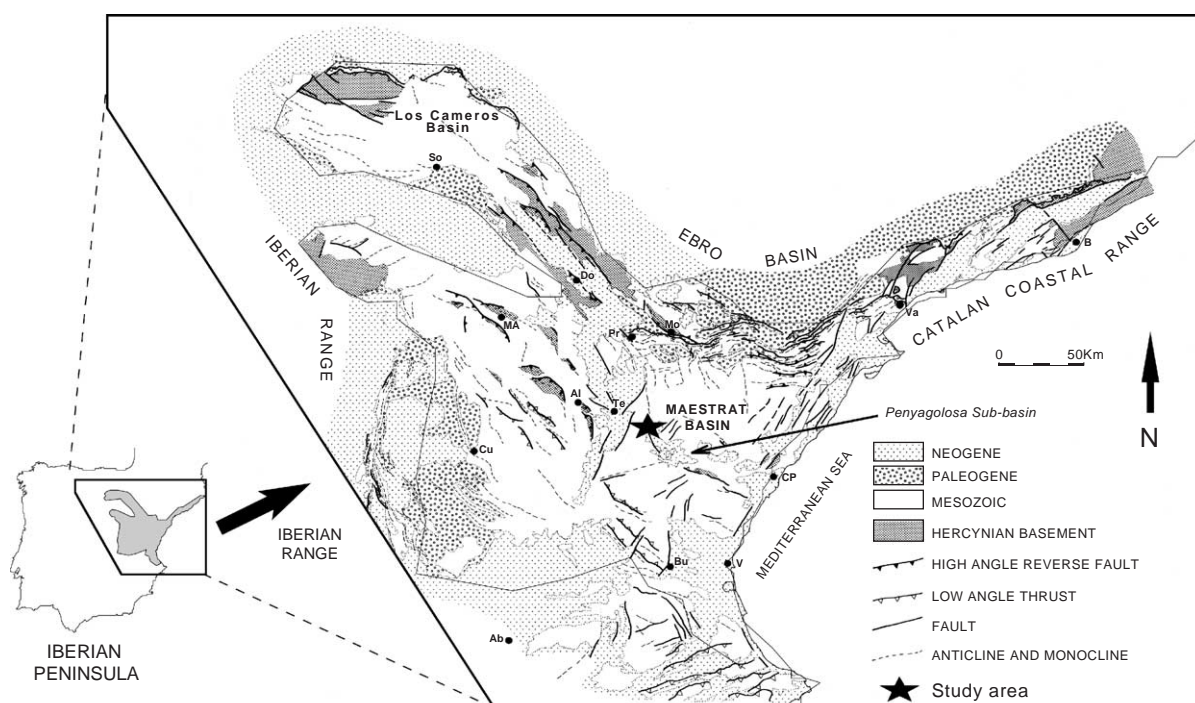 Los Cameros
Basin
So
EBRO BASIN
B
IBERIAN
RANGE
Do
MA
Pr
Mo
Va
CATALAN COASTAL RANGE
0 50Km
Al
Te
MAESTRAT
BASIN
Penyagolosa Sub-basin
N
Cu
CP
MEDITERRANEAN SEA
NEOGENE
PALEOGENE
MESOZOIC
HERCYNIAN BASEMENT
HIGH ANGLE REVERSE FAULT
LOW ANGLE THRUST
FAULT
ANTICLINE AND MONOCLINE
Study area
IBERIAN
RANGE
Bu
V
Ab
IBERIAN
PENINSULA